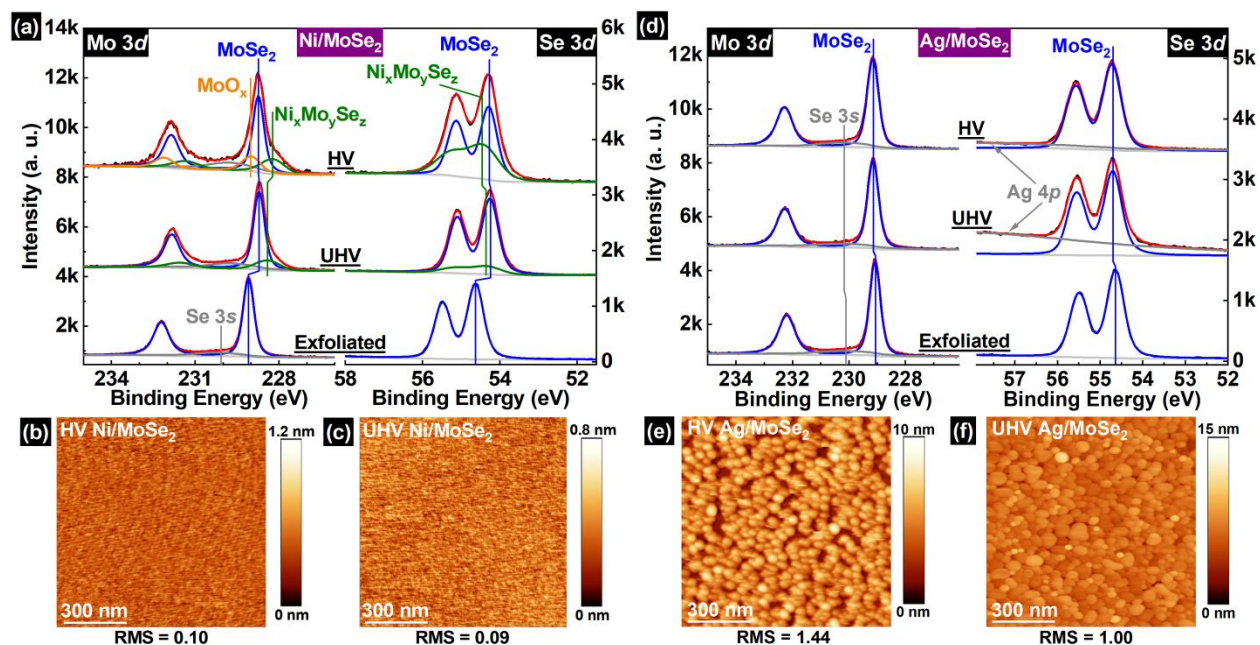 (a) Mo 3d Ni/MoSe2 Se 3d
MoSe2 MoSe2
NixMoySez
MoOx
NixMoySez
HV
UHV
Se 3s
Exfoliated
Intensity (a. u.)
14k
12k
10k
8k
6k
4k
2k
6k
5k
4k
3k
2k
1k
0
234 230 228 58 56 54 52
Binding Energy (eV) Binding Energy (eV)
(d) Mo 3d MoSe2 Ag/MoSe2 MoSe2 Se 3d
Se 3s
HV
HV
Ag 4p
UHV
UHV
Exfoliated
Intensity (a. u.)
12k
10k
8k
6k
4k
2k
5k
4k
3k
2k
1k
0
236 234 232 230 228 226 57 56 55 54 53 52
Binding Energy (eV) Binding Energy (eV)
(b) HV Ni/MoSe2
1.2 nm
0 nm
300 nm
RMS = 0.10
(c) UHV Ni/MoSe2
0.8 nm
0 nm
300 nm
RMS = 0.09
(e) HV Ag/MoSe2
10 nm
0 nm
300 nm
RMS = 1.44
(f) UHV Ag/MoSe2
15 nm
0 nm
300 nm
RMS = 1.00